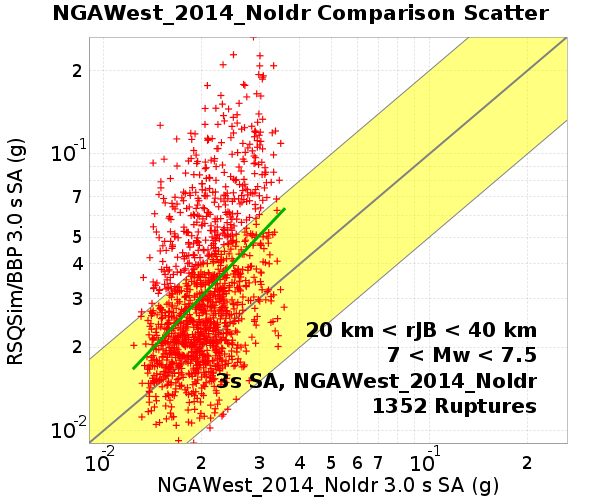 NGAWest_2014_NoIdr Comparison Scatter
RSQSim/BBP 3.0 s SA (g)
2
10-1
7
5
4
3
2
10-2
20 km < rJB < 40 km
7 < Mw < 7.5
3s SA, NGAWest_2014_NoIdr
1352 Ruptures
10-2 2 3 4 5 6 7 10-1 2
NGAWest_2014_NoIdr 3.0 s SA (g)